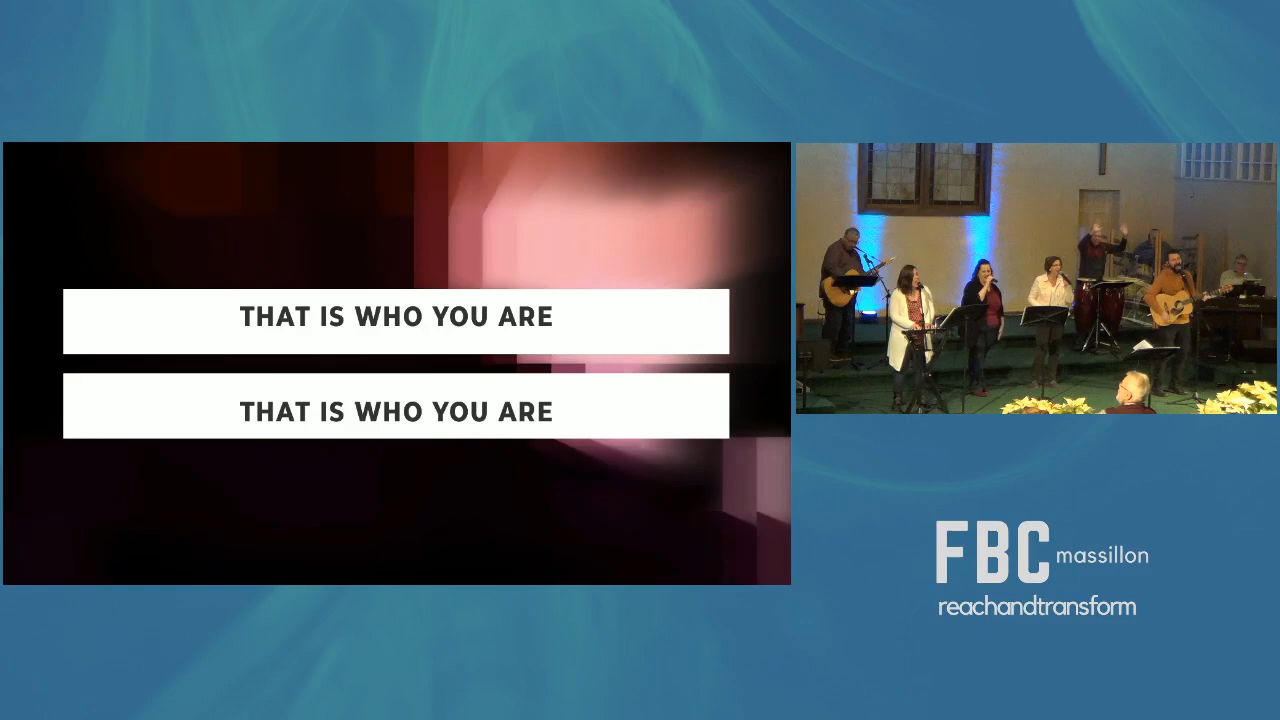 THAT IS WHO YOU ARE
THAT IS WHO YOU ARE
FBC massillon
reachandtransform